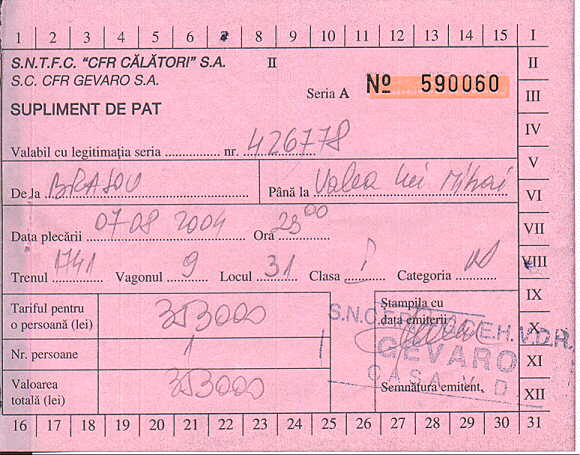 1 2 3 4 5 6 7 8 9 10 11 12 13 14 15 I
S.N.T.F.C. "CFR CĂLĂTORI" S.A. II II
S.C. CFR GEVARO S.A.
Seria A Nº 590060 III
SUPLIMENT DE PAT
IV
Valabil cu legitimația seria .............. nr. 426778
V
De la BRASOV Până la Valea lui Mihai VI
Data plecării 07-08 2004 Ora 23 00 VII
Trenul 1741 Vagonul 9 Locul 31 Clasa I Categoria VIII
IX
Tariful pentru o persoană (lei) 353000
Ștampila cu data emiterii X
Nr. persoane 1
GEVARO XI
CASA V.D
Valoarea totală (lei) 353000
Semnătura emitent, XII
16 17 18 19 20 21 22 23 24 25 26 27 28 29 30 31